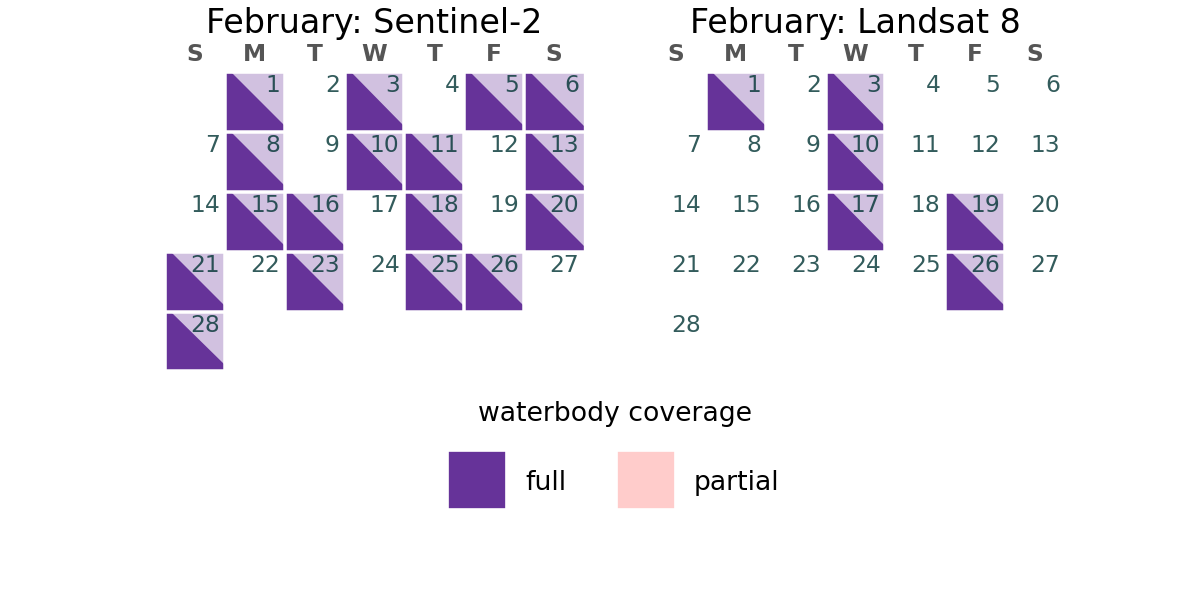 February: Sentinel-2
S M T W T F S
1 2 3 4 5 6
7 8 9 10 11 12 13
14 15 16 17 18 19 20
21 22 23 24 25 26 27
28
February: Landsat 8
S M T W T F S
1 2 3 4 5 6
7 8 9 10 11 12 13
14 15 16 17 18 19 20
21 22 23 24 25 26 27
28
waterbody coverage
full partial